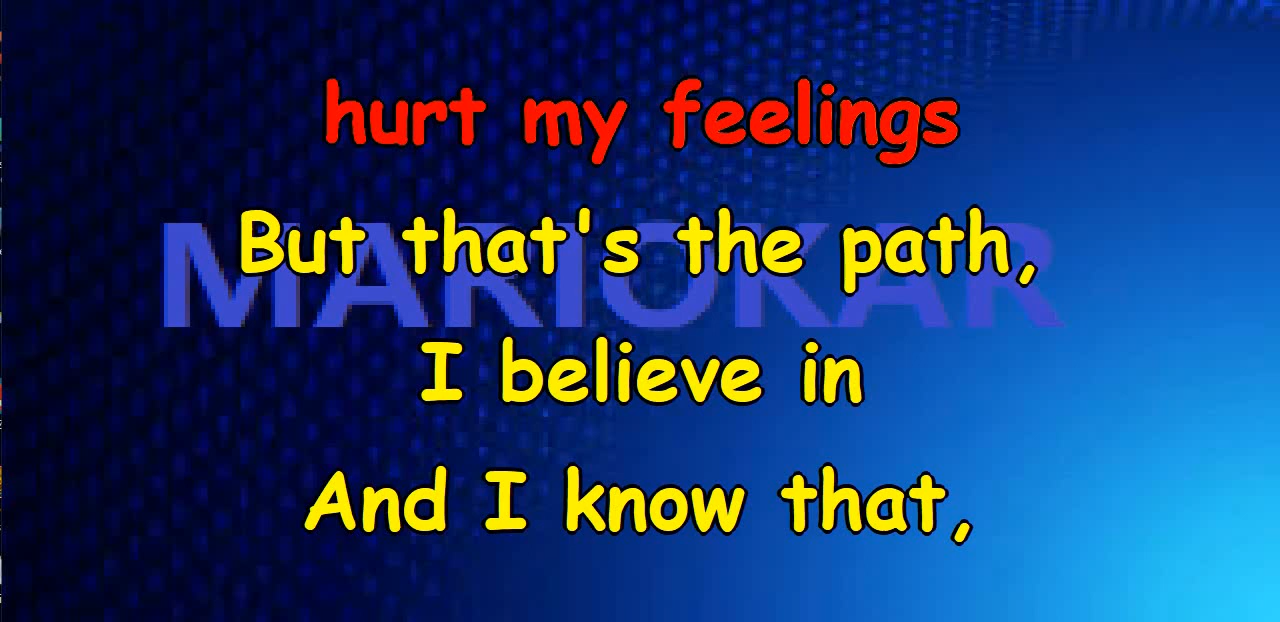 hurt my feelings
But that's the path,
MARIOKAR
I believe in
And I know that,